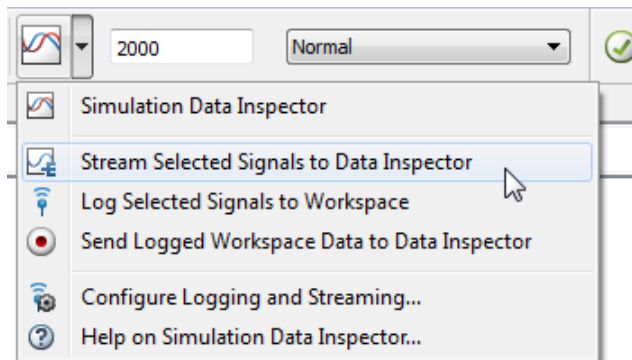 2000 Normal
Simulation Data Inspector
Stream Selected Signals to Data Inspector
Log Selected Signals to Workspace
Send Logged Workspace Data to Data Inspector
Configure Logging and Streaming...
Help on Simulation Data Inspector...